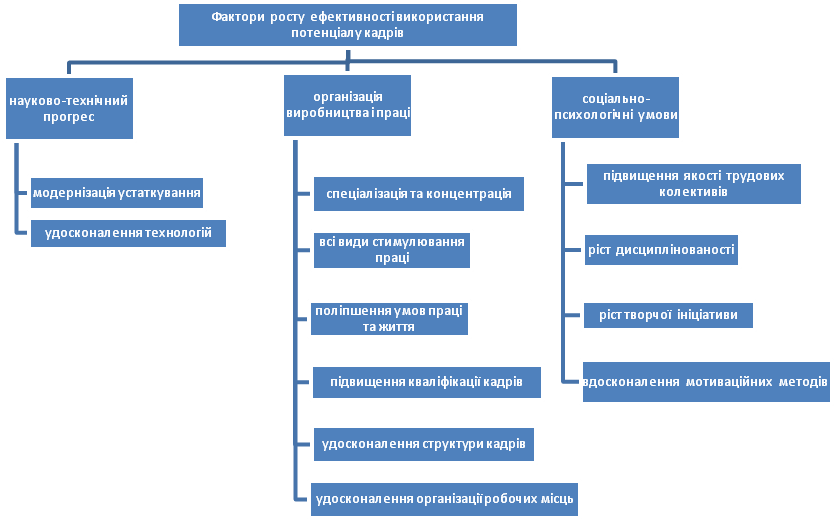 Фактори росту ефективності використання
потенціалу кадрів
науково-технічний
прогрес
модернізація устаткування
удосконалення технологій
організація
виробництва і праці
спеціалізація та концентрація
всі види стимулювання
праці
поліпшення умов праці
та життя
підвищення кваліфікації кадрів
удосконалення структури кадрів
удосконалення організації робочих місць
соціально-
психологічні умови
підвищення якості трудових
колективів
ріст дисциплінованості
ріст творчої ініціативи
вдосконалення мотиваційних методів